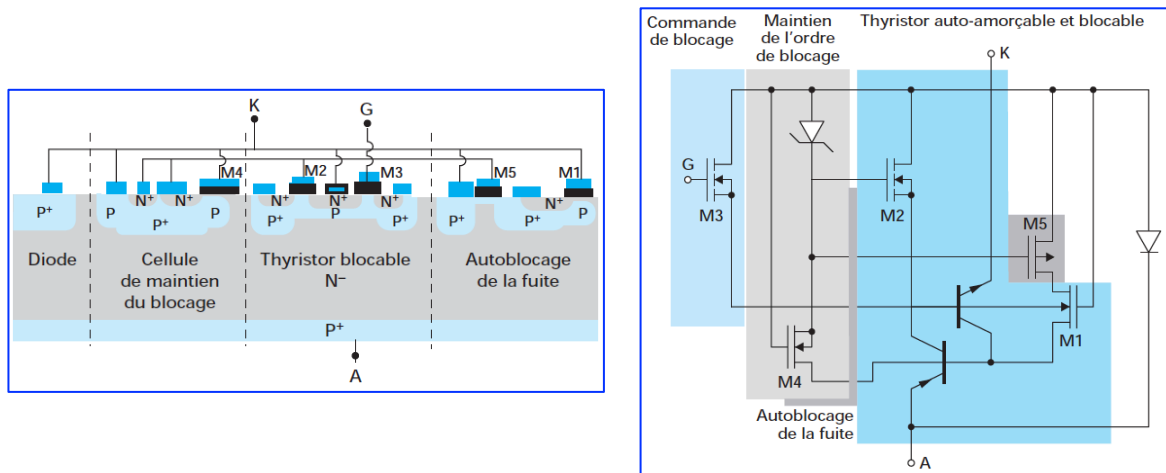 K
G
M4
M2
M3
M5
M1
N+
N+
N+
N+
N+
P+
P
P
P+
P+
P
P+
P+
P+
P
Diode
Cellule
de maintien
du blocage
Thyristor blocable
N−
Autoblocage
de la fuite
P+
A
Commande
de blocage
Maintien
de l'ordre
de blocage
Thyristor auto-amorçable et blocable
K
G
M3
M2
M5
M1
M4
Autoblocage
de la fuite
A